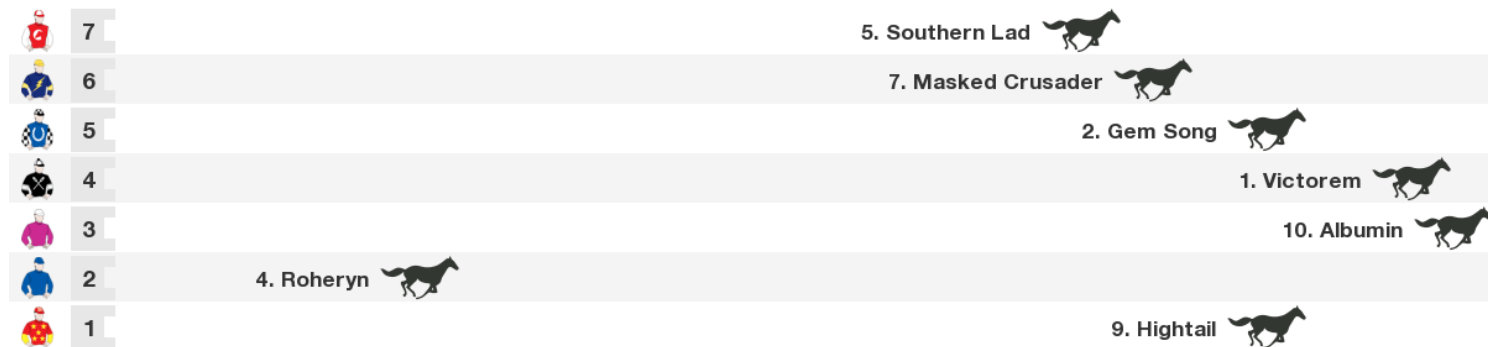 7 5. Southern Lad
6 7. Masked Crusader
5 2. Gem Song
4 1. Victorem
3 10. Albumin
2 4. Roheryn
1 9. Hightail